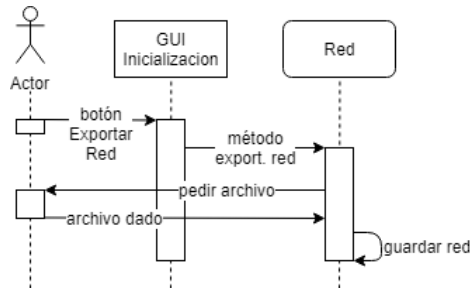 GUI
Inicializacion
Red
Actor
botón
Exportar
Red
método
export. red
pedir archivo
archivo dado
guardar red